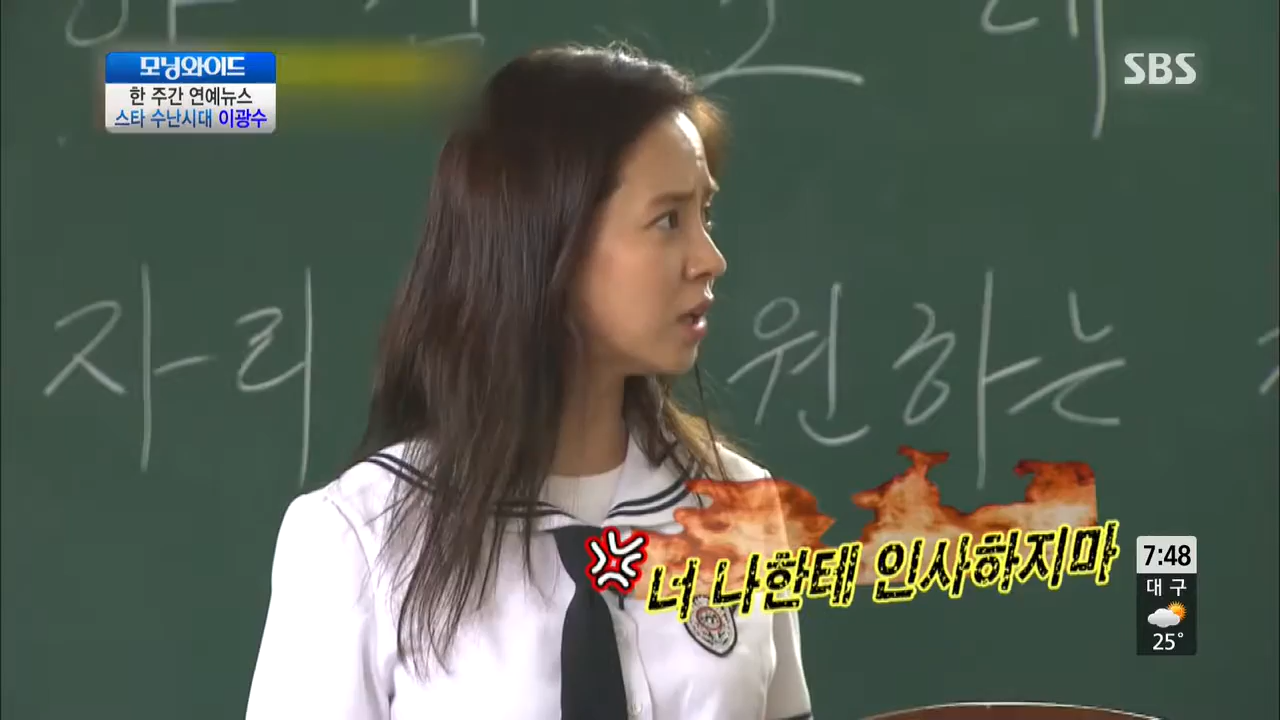 모닝와이드
한 주간 연예뉴스
스타 수난시대 이광수
SBS
자리 원하는
너 나한테 인사하지마
7:48
대구
25°